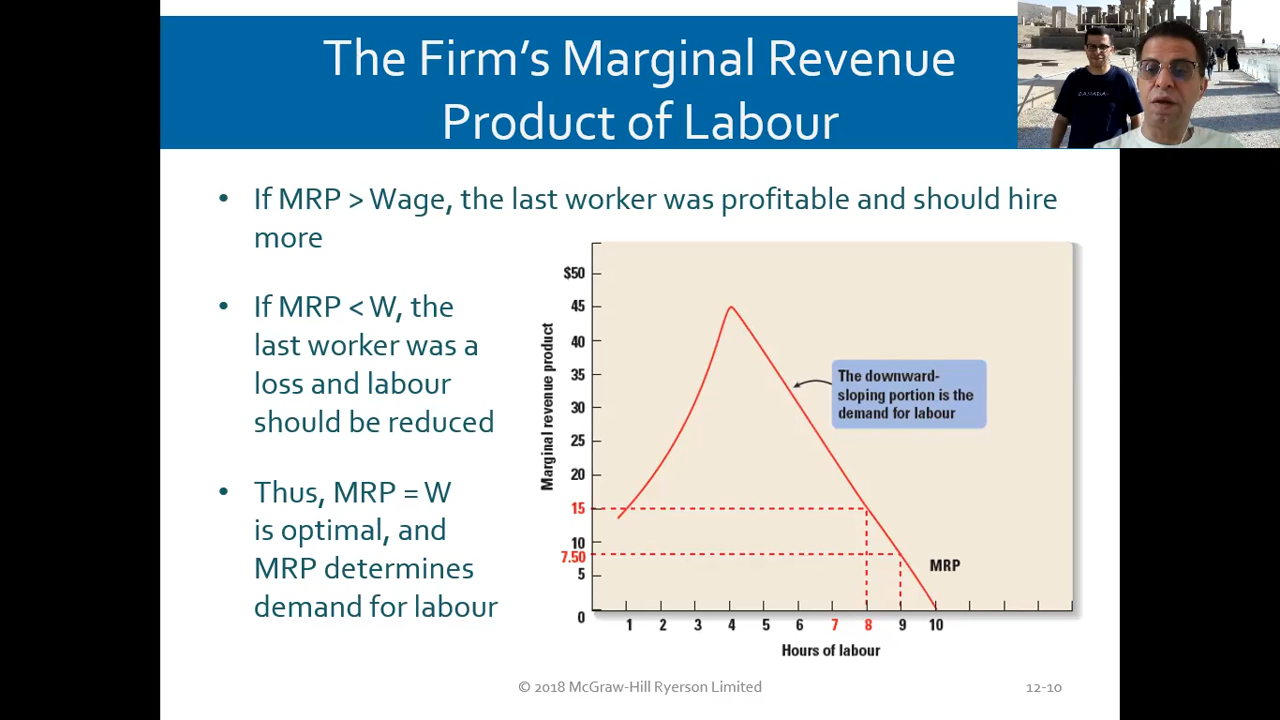 The Firm's Marginal Revenue
Product of Labour
CANADA
• If MRP > Wage, the last worker was profitable and should hire
more
• If MRP < W, the
last worker was a
loss and labour
should be reduced
• Thus, MRP = W
is optimal, and
MRP determines
demand for labour
Marginal revenue product
$50
45
40
35
30
25
20
15
10
7.50
5
0
The downward-
sloping portion is the
demand for labour
MRP
1 2 3 4 5 6 7 8 9 10
Hours of labour
© 2018 McGraw-Hill Ryerson Limited
12-10